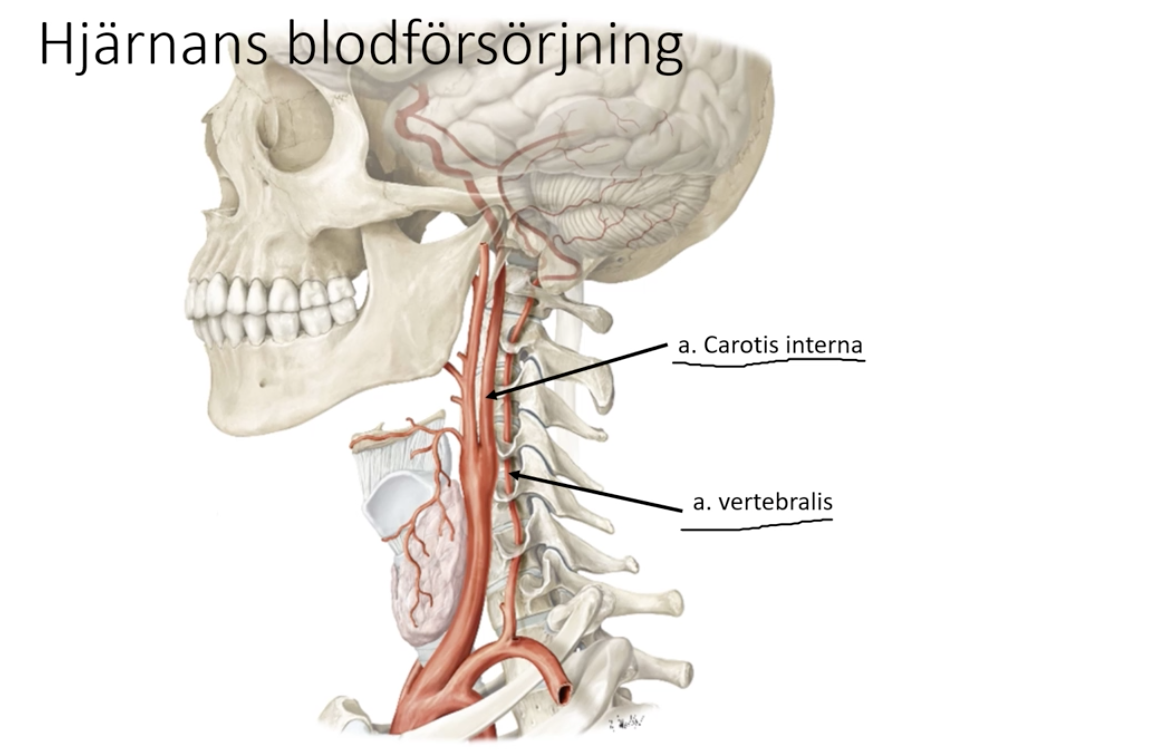 Hjärnans blodförsörjning
a. Carotis interna
a. vertebralis